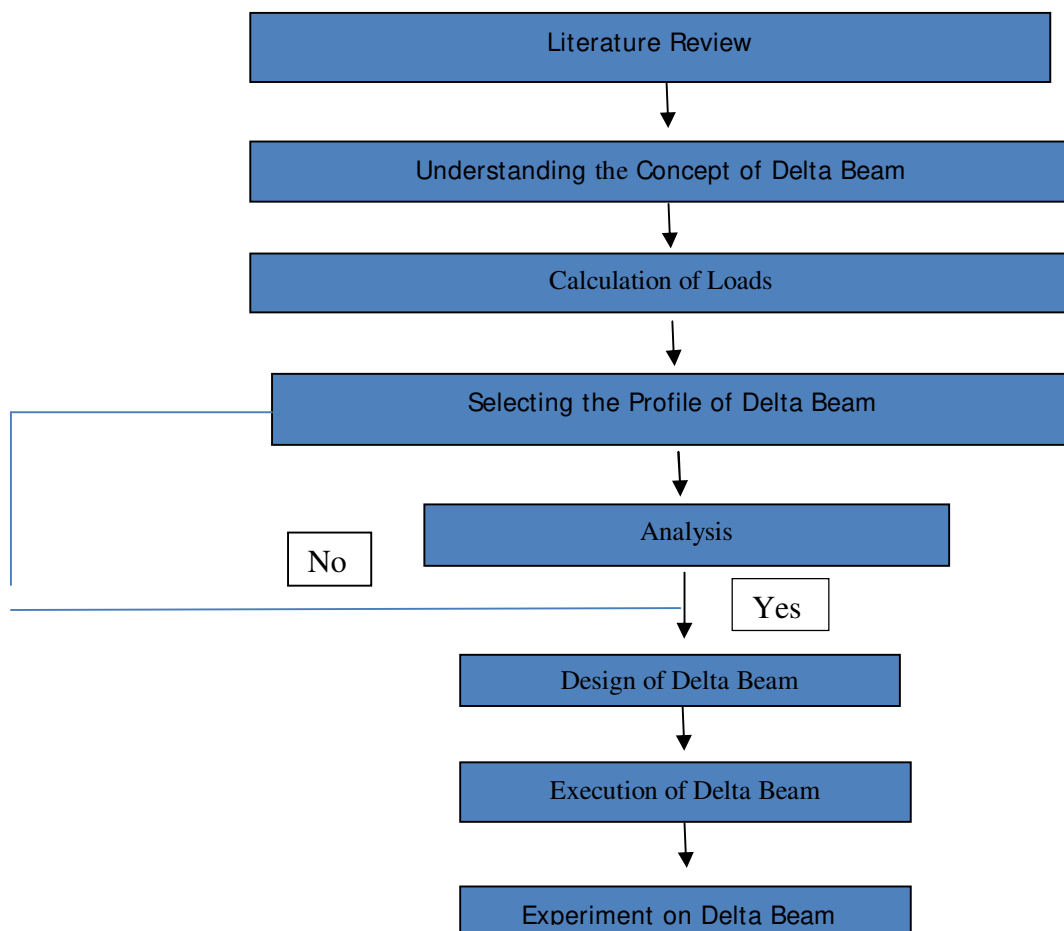 Literature Review
Understanding the Concept of Delta Beam
Calculation of Loads
Selecting the Profile of Delta Beam
Analysis
No
Yes
Design of Delta Beam
Execution of Delta Beam
Experiment on Delta Beam